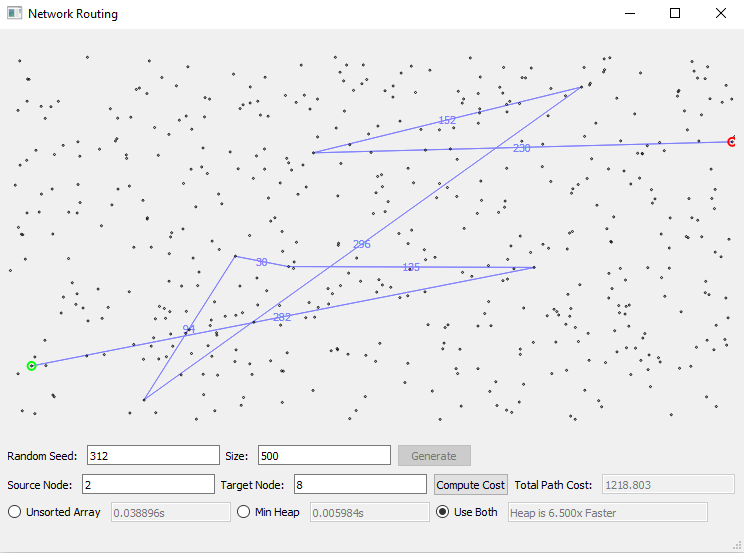 Network Routing
152
230
296
30
135
282
94
Random Seed: 312 Size: 500 Generate
Source Node: 2 Target Node: 8 Compute Cost Total Path Cost: 1218.803
Unsorted Array 0.038896s Min Heap 0.005984s Use Both Heap is 6.500x Faster